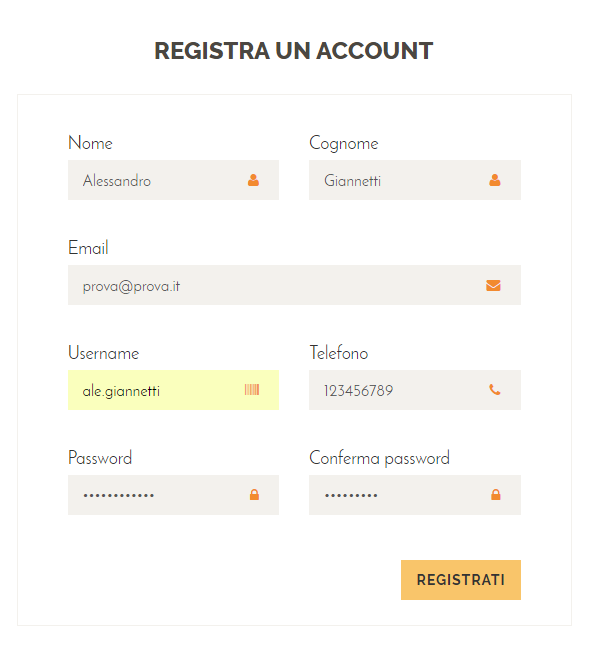 REGISTRA UN ACCOUNT
Nome Cognome
Alessandro Giannetti
Email
prova@prova.it
Username Telefono
ale.giannetti 123456789
Password Conferma password
•••••••••••• •••••••••
REGISTRATI